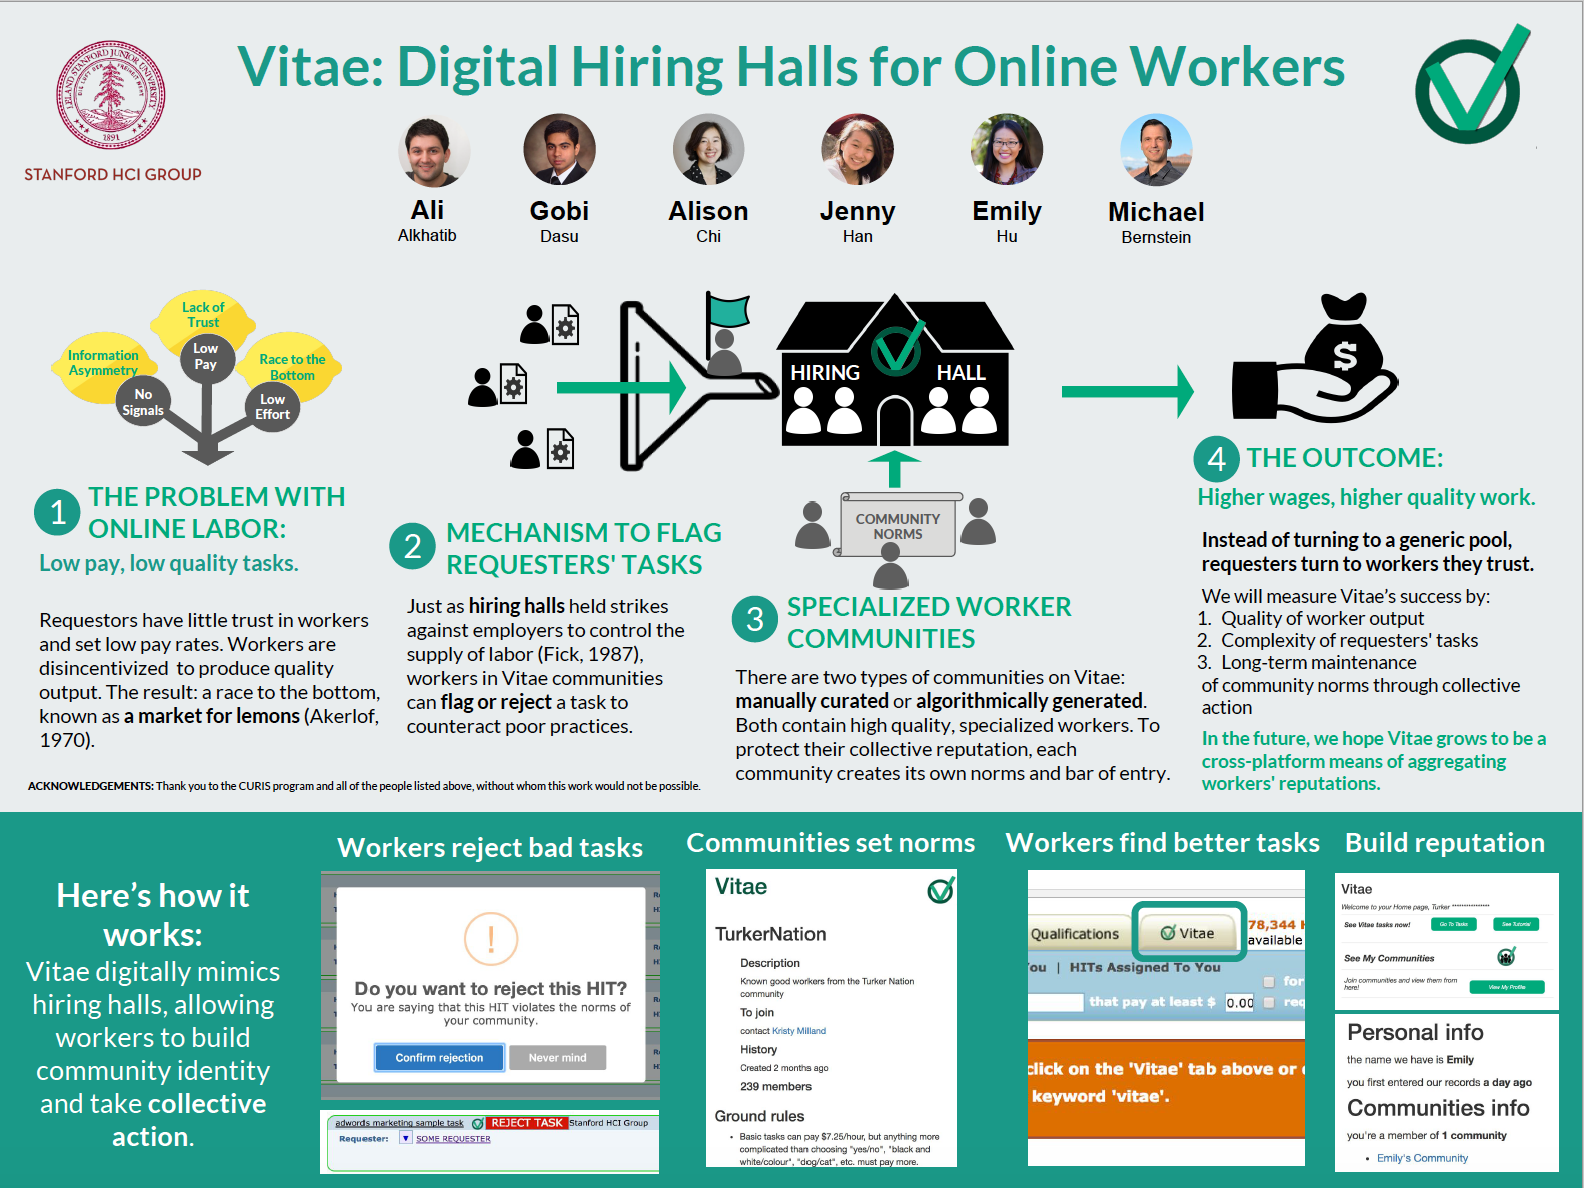 Vitae: Digital Hiring Halls for Online Workers
LELAND STANFORD JUNIOR UNIVERSITY
1891
STANFORD HCI GROUP
Ali
Alkhatib
Gobi
Dasu
Alison
Chi
Jenny
Han
Emily
Hu
Michael
Bernstein
Lack of
Trust
Information
Asymmetry
Race to the
Bottom
Low
Pay
No
Signals
Low
Effort
1 THE PROBLEM WITH
ONLINE LABOR:
Low pay, low quality tasks.
Requestors have little trust in workers
and set low pay rates. Workers are
disincentivized to produce quality
output. The result: a race to the bottom,
known as a market for lemons (Akerlof,
1970).
2 MECHANISM TO FLAG
REQUESTERS' TASKS
Just as hiring halls held strikes
against employers to control the
supply of labor (Fick, 1987),
workers in Vitae communities
can flag or reject a task to
counteract poor practices.
HIRING HALL
COMMUNITY
NORMS
3 SPECIALIZED WORKER
COMMUNITIES
There are two types of communities on Vitae:
manually curated or algorithmically generated.
Both contain high quality, specialized workers. To
protect their collective reputation, each
community creates its own norms and bar of entry.
$
4 THE OUTCOME:
Higher wages, higher quality work.
Instead of turning to a generic pool,
requesters turn to workers they trust.
We will measure Vitae's success by:
1. Quality of worker output
2. Complexity of requesters' tasks
3. Long-term maintenance
of community norms through collective
action
In the future, we hope Vitae grows to be a
cross-platform means of aggregating
workers' reputations.
ACKNOWLEDGEMENTS: Thank you to the CURIS program and all of the people listed above, without whom this work would not be possible.
Here's how it
works:
Vitae digitally mimics
hiring halls, allowing
workers to build
community identity
and take collective
action.
Workers reject bad tasks
!
Do you want to reject this HIT?
You are saying that this HIT violates the norms of
your community.
Confirm rejection
Never mind
adwords marketing sample task REJECT TASK Stanford HCI Group
Requester: SOME REQUESTER
Communities set norms
Vitae
TurkerNation
Description
Known good workers from the Turker Nation
community
To join
contact Kristy Milland
History
Created 2 months ago
239 members
Ground rules
• Basic tasks can pay $7.25/hour, but anything more
complicated than choosing "yes/no", "black and
white/colour", "dog/cat", etc. must pay more.
Workers find better tasks
Qualifications
Vitae
78,344 H
available
ou | HITs Assigned To You
for
that pay at least $ 0.00 req
click on the 'Vitae' tab above or
keyword 'vitae'.
Build reputation
Vitae
Welcome to your Home page, Turker ****************
See Vitae tasks now! Go To Tasks See Tutorial
See My Communities
Join communities and view them from
here!
View My Profile
Personal info
the name we have is Emily
you first entered our records a day ago
Communities info
you're a member of 1 community
• Emily's Community